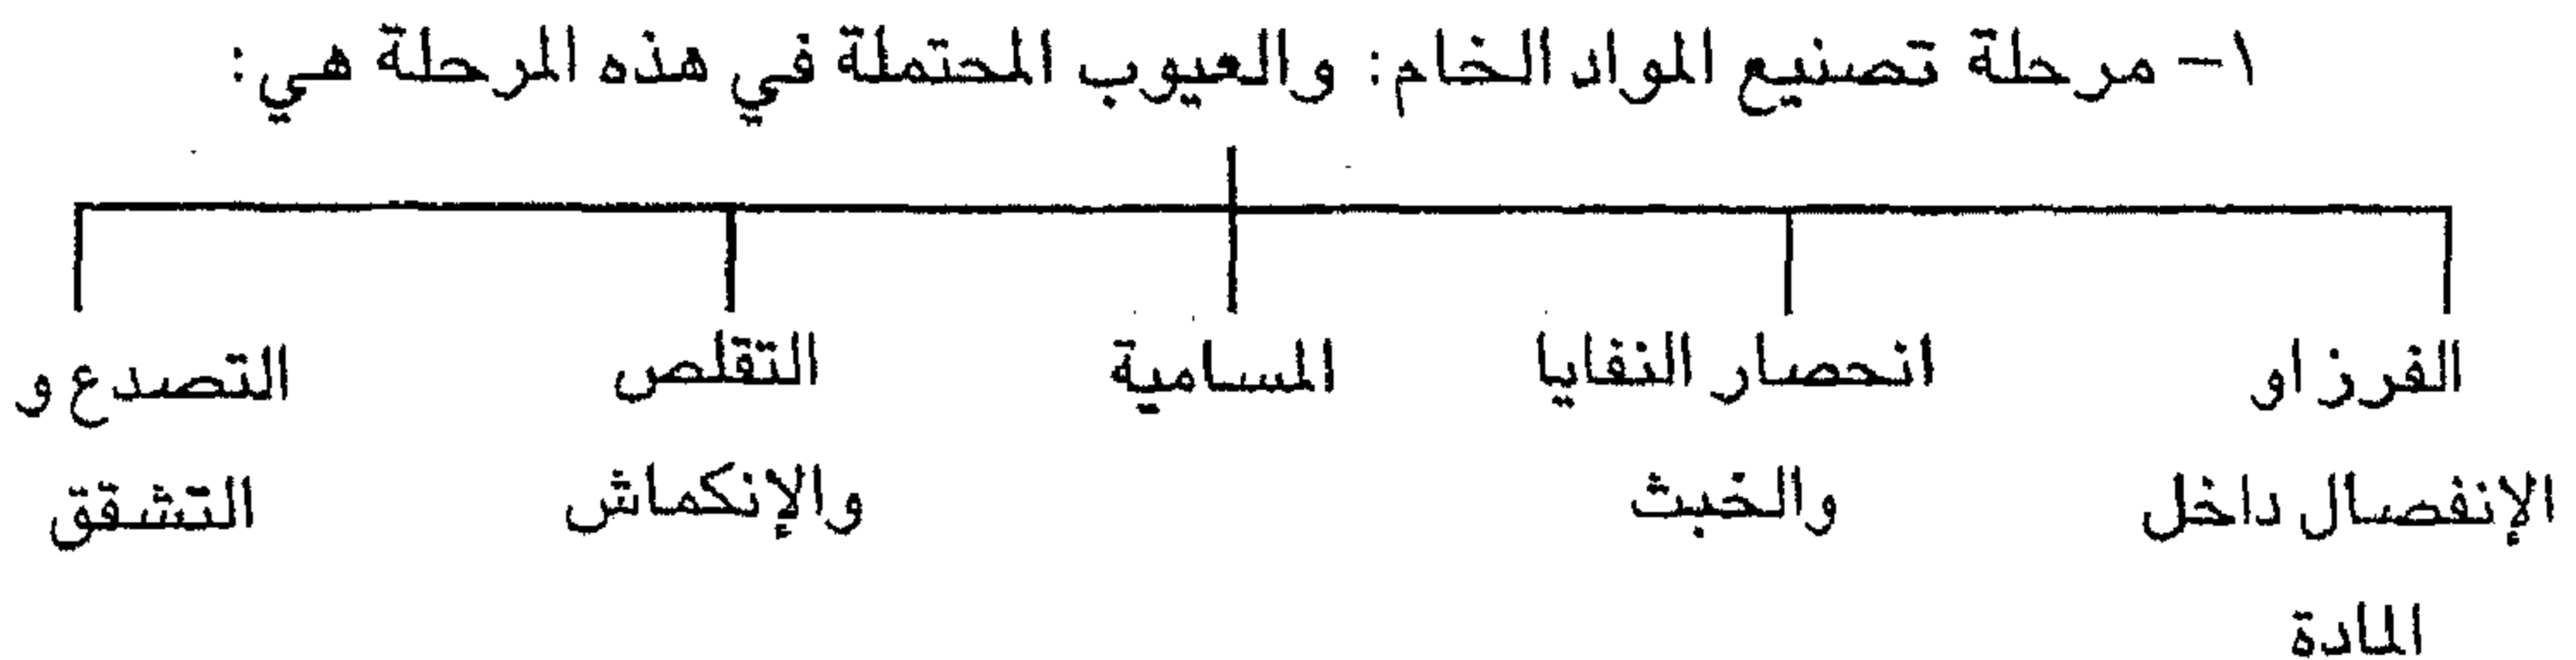 ١- مرحلة تصنيع المواد الخام: والعيوب المحتملة في هذه المرحلة هي:
الفرز او
الإنفصال داخل
المادة
انحصار النفايا
والخبث
المسامية
التقلص
والإنكماش
التصدع و
التشقق